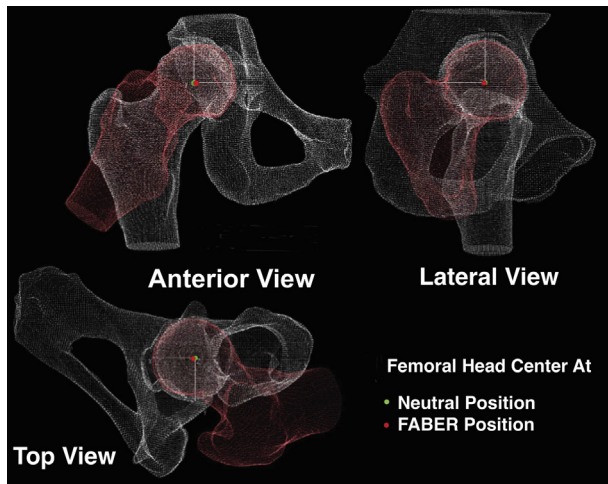 Anterior View
Lateral View
Femoral Head Center At
Neutral Position
FABER Position
Top View